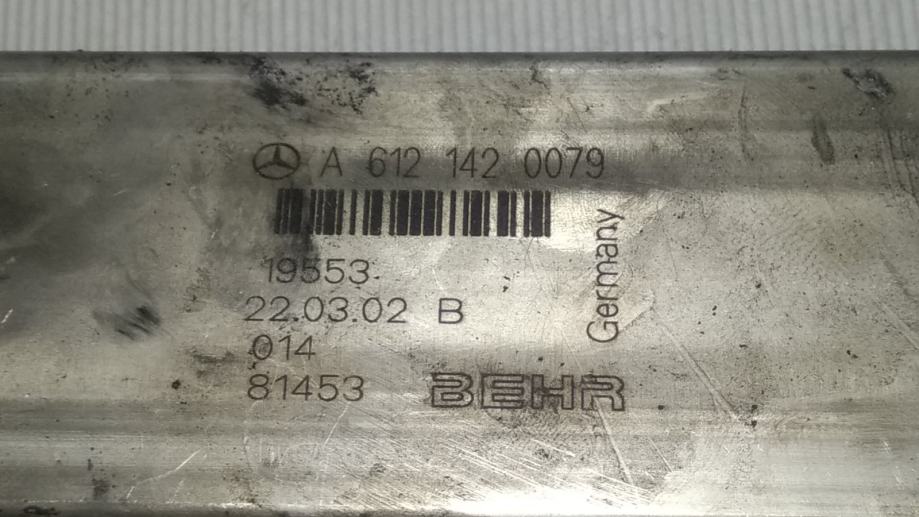 A 612 142 0079
19553
22.03.02 B
014
81453
BEHR
Germany